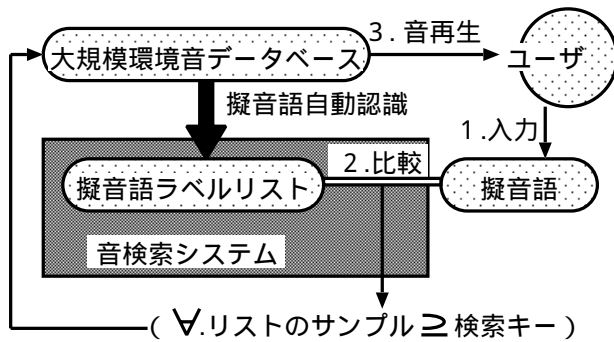 大規模環境音データベース
3.音再生
ユーザ
擬音語自動認識
1.入力
2.比較
擬音語ラベルリスト
擬音語
音検索システム
(∀.リストのサンプル⊇検索キー)